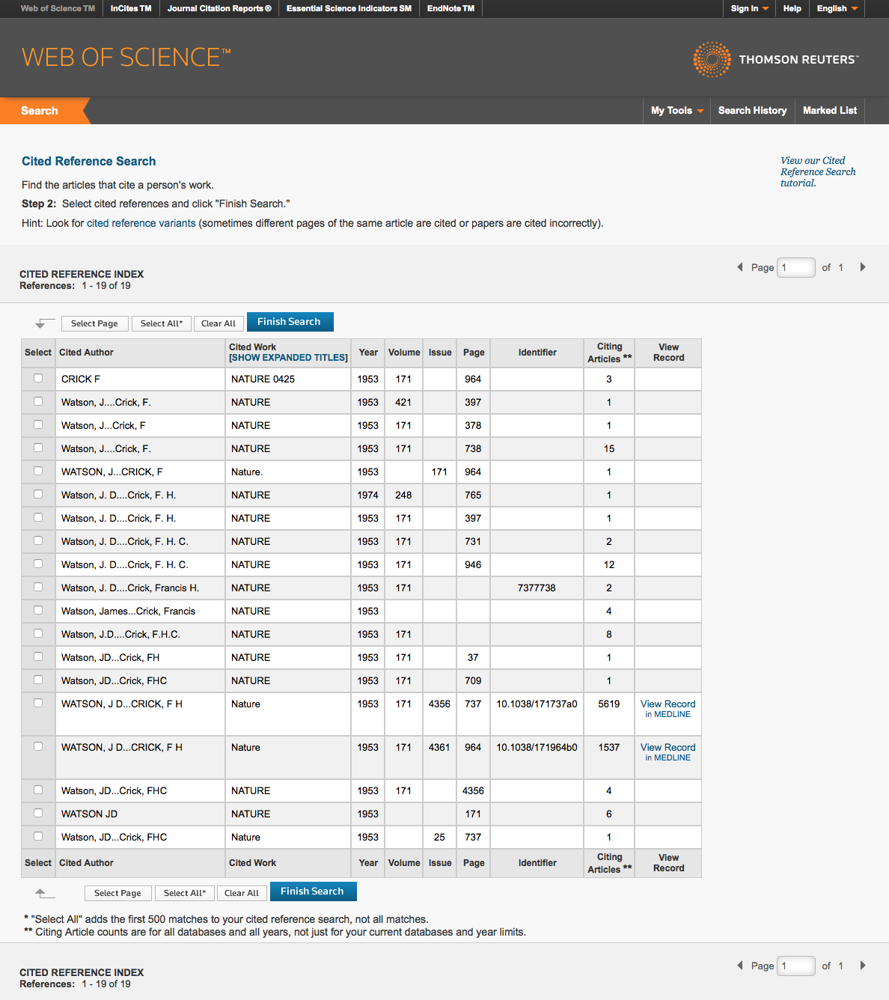 Web of Science TM InCites TM Journal Citation Reports ® Essential Science Indicators SM EndNote TM Sign In Help English
WEB OF SCIENCE™
THOMSON REUTERS™
Search My Tools Search History Marked List
Cited Reference Search
View our Cited
Reference Search
tutorial.
Find the articles that cite a person's work.
Step 2: Select cited references and click "Finish Search."
Hint: Look for cited reference variants (sometimes different pages of the same article are cited or papers are cited incorrectly).
Page 1 of 1
CITED REFERENCE INDEX
References: 1 - 19 of 19
Select Page Select All* Clear All Finish Search
Select Cited Author Cited Work [SHOW EXPANDED TITLES] Year Volume Issue Page Identifier Citing Articles ** View Record
CRICK F NATURE 0425 1953 171 964 3
Watson, J....Crick, F. NATURE 1953 421 397 1
Watson, J...Crick, F NATURE 1953 171 378 1
Watson, J....Crick, F. NATURE 1953 171 738 15
WATSON, J...CRICK, F Nature. 1953 171 964 1
Watson, J. D....Crick, F. H. NATURE 1974 248 765 1
Watson, J. D....Crick, F. H. NATURE 1953 171 397 1
Watson, J. D....Crick, F. H. C. NATURE 1953 171 731 2
Watson, J. D....Crick, F. H. C. NATURE 1953 171 946 12
Watson, J. D....Crick, Francis H. NATURE 1953 171 7377738 2
Watson, James...Crick, Francis NATURE 1953 4
Watson, J.D....Crick, F.H.C. NATURE 1953 171 8
Watson, JD...Crick, FH NATURE 1953 171 37 1
Watson, JD...Crick, FHC NATURE 1953 171 709 1
WATSON, J D...CRICK, F H Nature 1953 171 4356 737 10.1038/171737a0 5619 View Record
in MEDLINE
WATSON, J D...CRICK, F H Nature 1953 171 4361 964 10.1038/171964b0 1537 View Record
in MEDLINE
Watson, JD...Crick, FHC NATURE 1953 171 4356 4
WATSON JD NATURE 1953 171 6
Watson, JD...Crick, FHC Nature 1953 25 737 1
Select Cited Author Cited Work Year Volume Issue Page Identifier Citing Articles ** View Record
Select Page Select All* Clear All Finish Search
* "Select All" adds the first 500 matches to your cited reference search, not all matches.
** Citing Article counts are for all databases and all years, not just for your current databases and year limits.
Page 1 of 1
CITED REFERENCE INDEX
References: 1 - 19 of 19